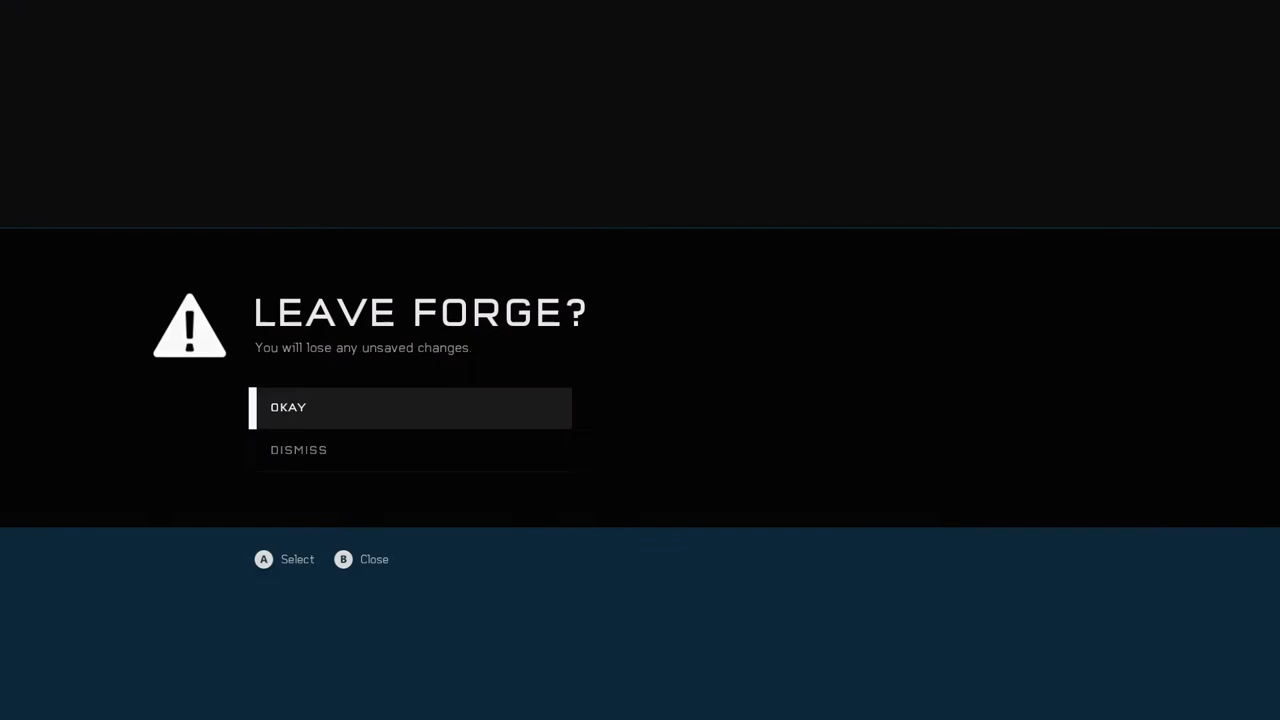 LEAVE FORGE?
You will lose any unsaved changes.
OKAY
DISMISS
A Select B Close